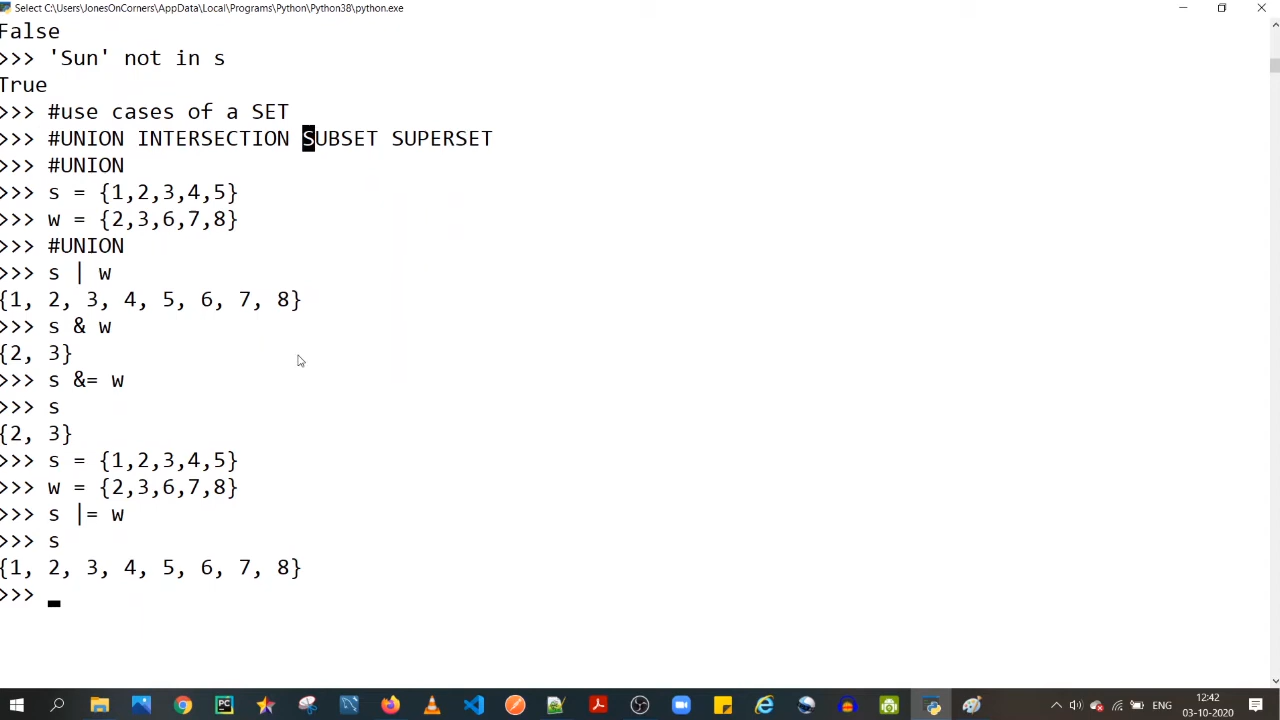 Select C:\Users\JonesOnCorners\AppData\Local\Programs\Python\Python38\python.exe
False
>>> 'Sun' not in s
True
>>> #use cases of a SET
>>> #UNION INTERSECTION SUBSET SUPERSET
>>> #UNION
>>> s = {1,2,3,4,5}
>>> w = {2,3,6,7,8}
>>> #UNION
>>> s | w
{1, 2, 3, 4, 5, 6, 7, 8}
>>> s & w
{2, 3}
>>> s &= w
>>> s
{2, 3}
>>> s = {1,2,3,4,5}
>>> w = {2,3,6,7,8}
>>> s |= w
>>> s
{1, 2, 3, 4, 5, 6, 7, 8}
>>>
PC
ENG
12:42
03-10-2020